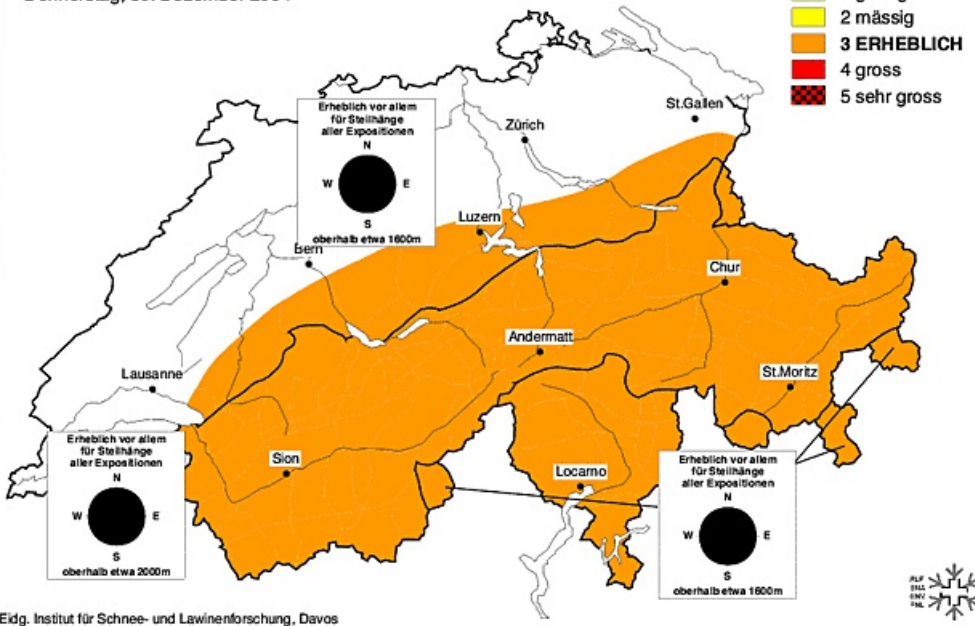 2 mässig
3 ERHEBLICH
4 gross
5 sehr gross
St.Gallen
Zürich
Erheblich vor allem
für Steilhänge
aller Expositionen
N
W E
S
oberhalb etwa 1600m
Luzern
Bern
Chur
Andermatt
St.Moritz
Lausanne
Sion
Locarno
Erheblich vor allem
für Steilhänge
aller Expositionen
N
W E
S
oberhalb etwa 2000m
Erheblich vor allem
für Steilhänge
aller Expositionen
N
W E
S
oberhalb etwa 1600m
SLF
ENV
SNL
Eidg. Institut für Schnee- und Lawinenforschung, Davos